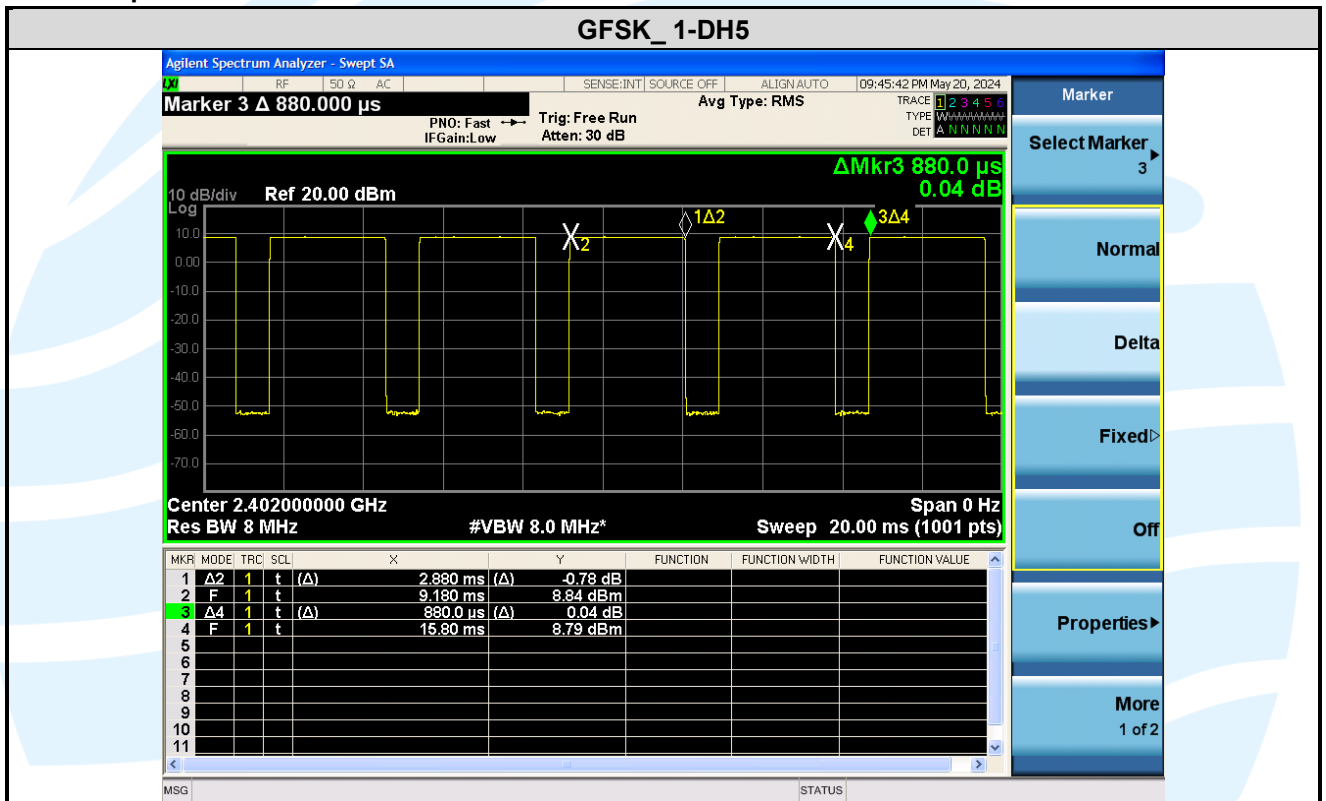 GFSK_ 1-DH5
Agilent Spectrum Analyzer - Swept SA
LXI RF 50 Ω AC SENSE:INT SOURCE OFF ALIGN AUTO 09:45:42 PM May 20, 2024
Marker 3 Δ 880.000 µs
PNO: Fast
IFGain:Low
Trig: Free Run
Atten: 30 dB
Avg Type: RMS
TRACE 1 2 3 4 5 6
TYPE
DET A N N N N N
ΔMkr3 880.0 µs
0.04 dB
10 dB/div Ref 20.00 dBm
Log
1Δ2
3Δ4
2
4
10.0
0.00
-10.0
-20.0
-30.0
-40.0
-50.0
-60.0
-70.0
Center 2.402000000 GHz Span 0 Hz
Res BW 8 MHz #VBW 8.0 MHz* Sweep 20.00 ms (1001 pts)
MKR MODE TRC SCL X Y FUNCTION FUNCTION WIDTH FUNCTION VALUE
1 Δ2 1 t (Δ) 2.880 ms (Δ) -0.78 dB
2 F 1 t 9.180 ms 8.84 dBm
3 Δ4 1 t (Δ) 880.0 µs (Δ) 0.04 dB
4 F 1 t 15.80 ms 8.79 dBm
5
6
7
8
9
10
11
MSG STATUS
Marker
Select Marker
3
Normal
Delta
Fixed
Off
Properties
More
1 of 2